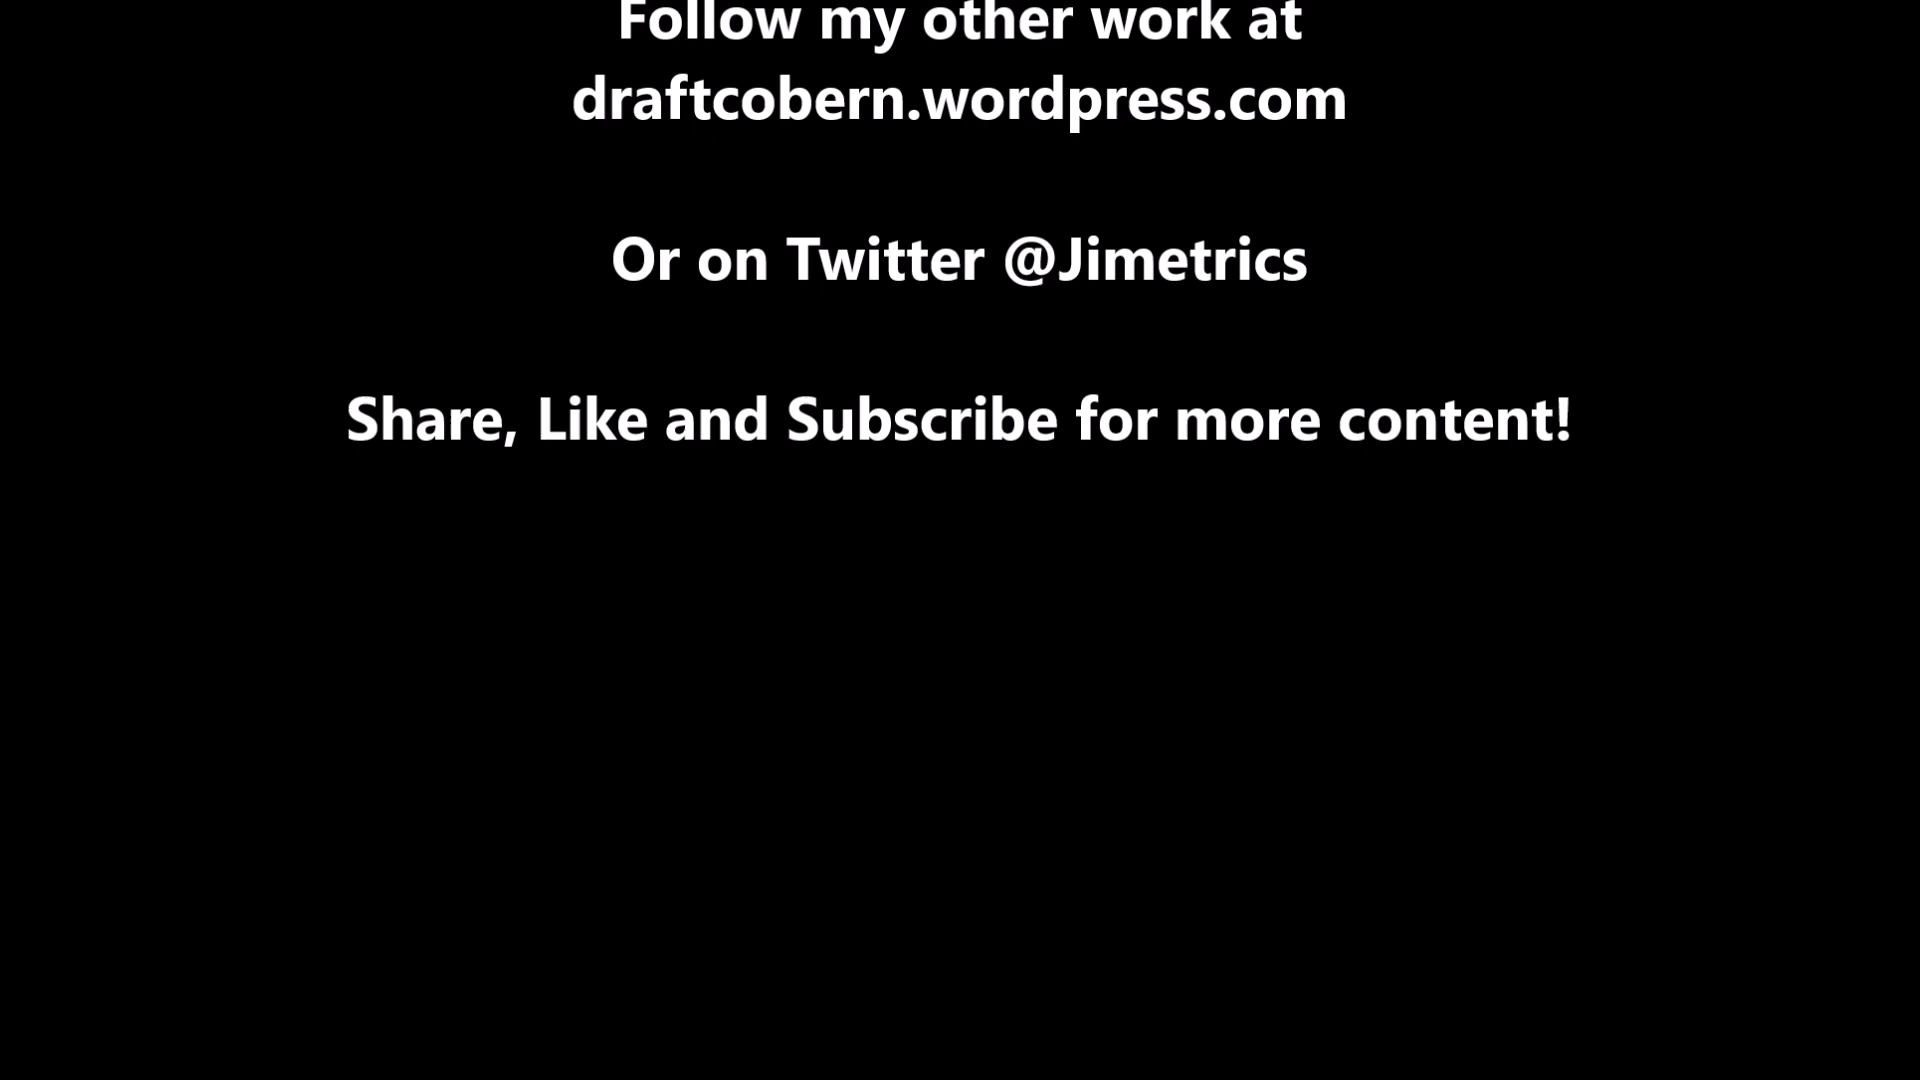 Follow my other work at
draftcobern.wordpress.com
Or on Twitter @Jimetrics
Share, Like and Subscribe for more content!